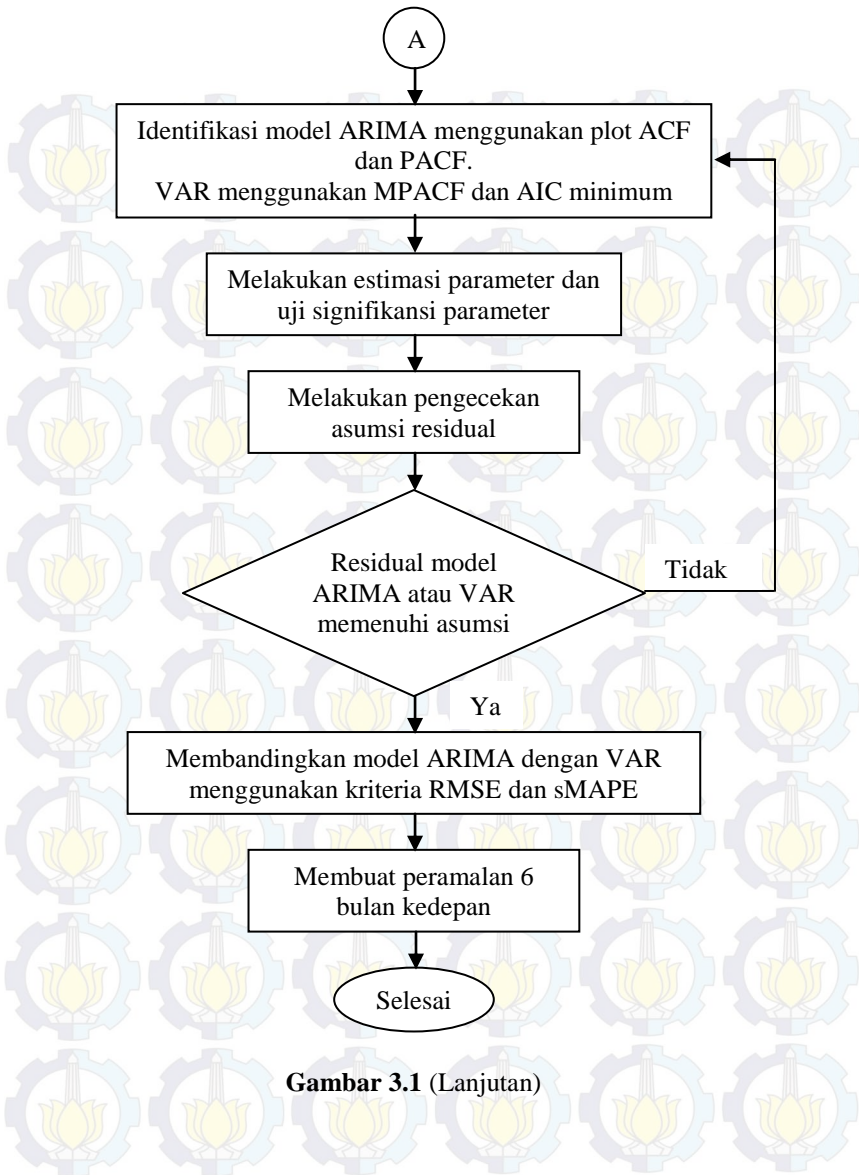 A
Identifikasi model ARIMA menggunakan plot ACF
dan PACF.
VAR menggunakan MPACF dan AIC minimum
Melakukan estimasi parameter dan
uji signifikansi parameter
Melakukan pengecekan
asumsi residual
Residual model
ARIMA atau VAR
memenuhi asumsi
Tidak
Ya
Membandingkan model ARIMA dengan VAR
menggunakan kriteria RMSE dan sMAPE
Membuat peramalan 6
bulan kedepan
Selesai
Gambar 3.1 (Lanjutan)